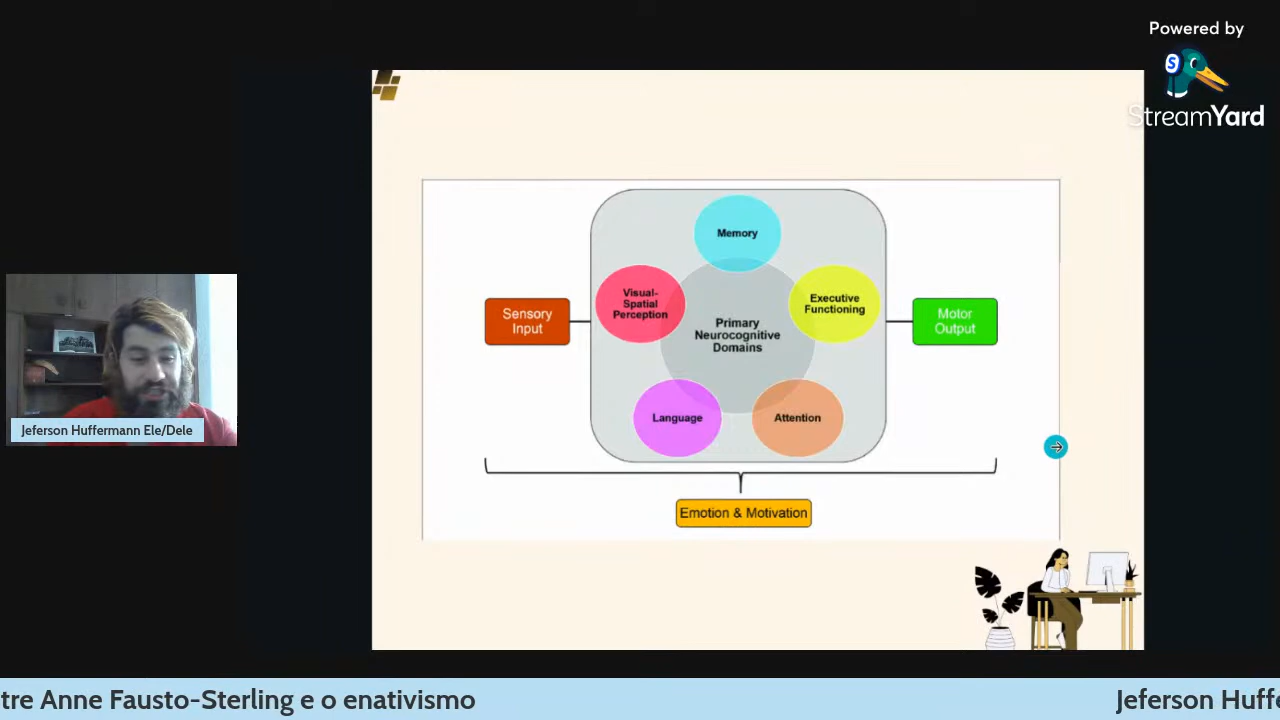 Powered by
S
StreamYard
Memory
Visual-
Spatial
Perception
Executive
Functioning
Sensory
Input
Primary
Neurocognitive
Domains
Motor
Output
Language
Attention
Emotion & Motivation
Jeferson Huffermann Ele/Dele
tre Anne Fausto-Sterling e o enativismo
Jeferson Huffe